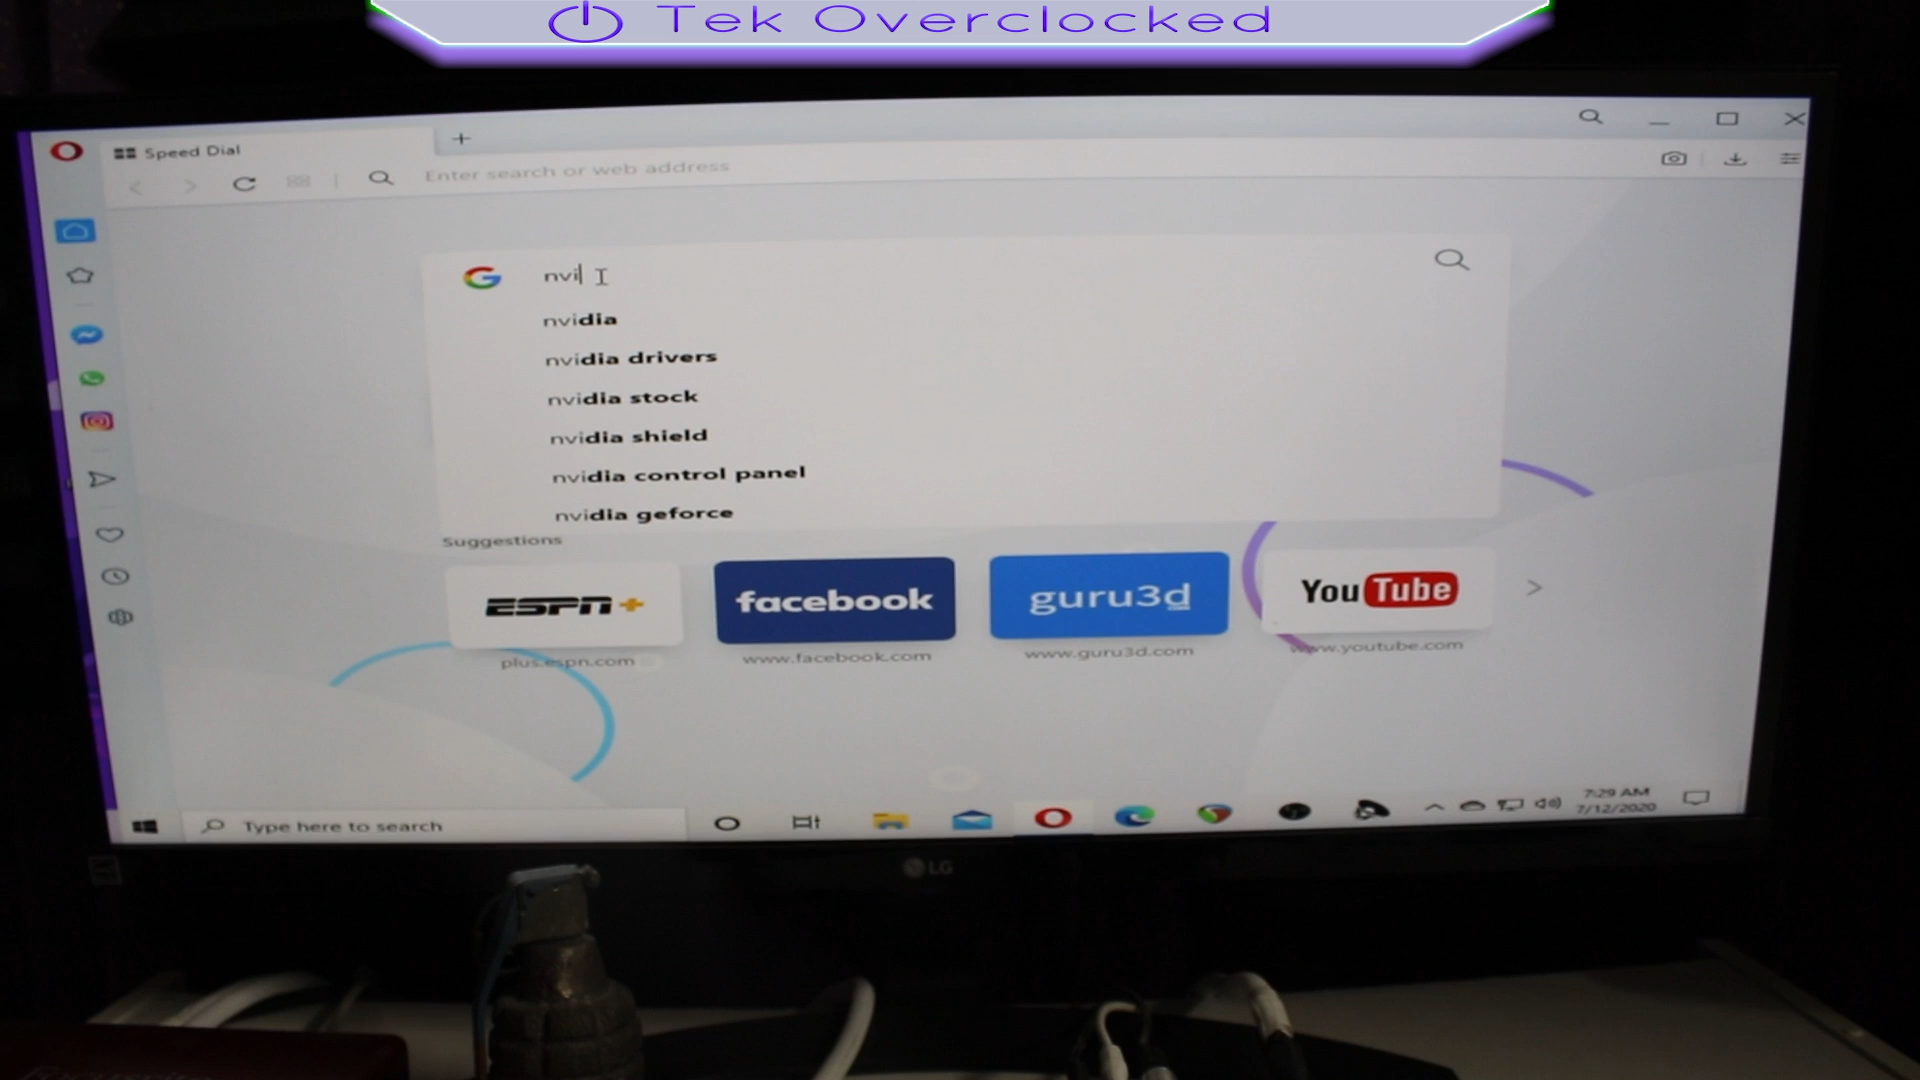 Tek Overclocked
Speed Dial
Enter search or web address
nvi
nvidia
nvidia drivers
nvidia stock
nvidia shield
nvidia control panel
nvidia geforce
Suggestions
ESPN+
facebook
guru3d
YouTube
plus.espn.com
www.facebook.com
www.guru3d.com
www.youtube.com
Type here to search
7:29 AM
7/12/2020
LG